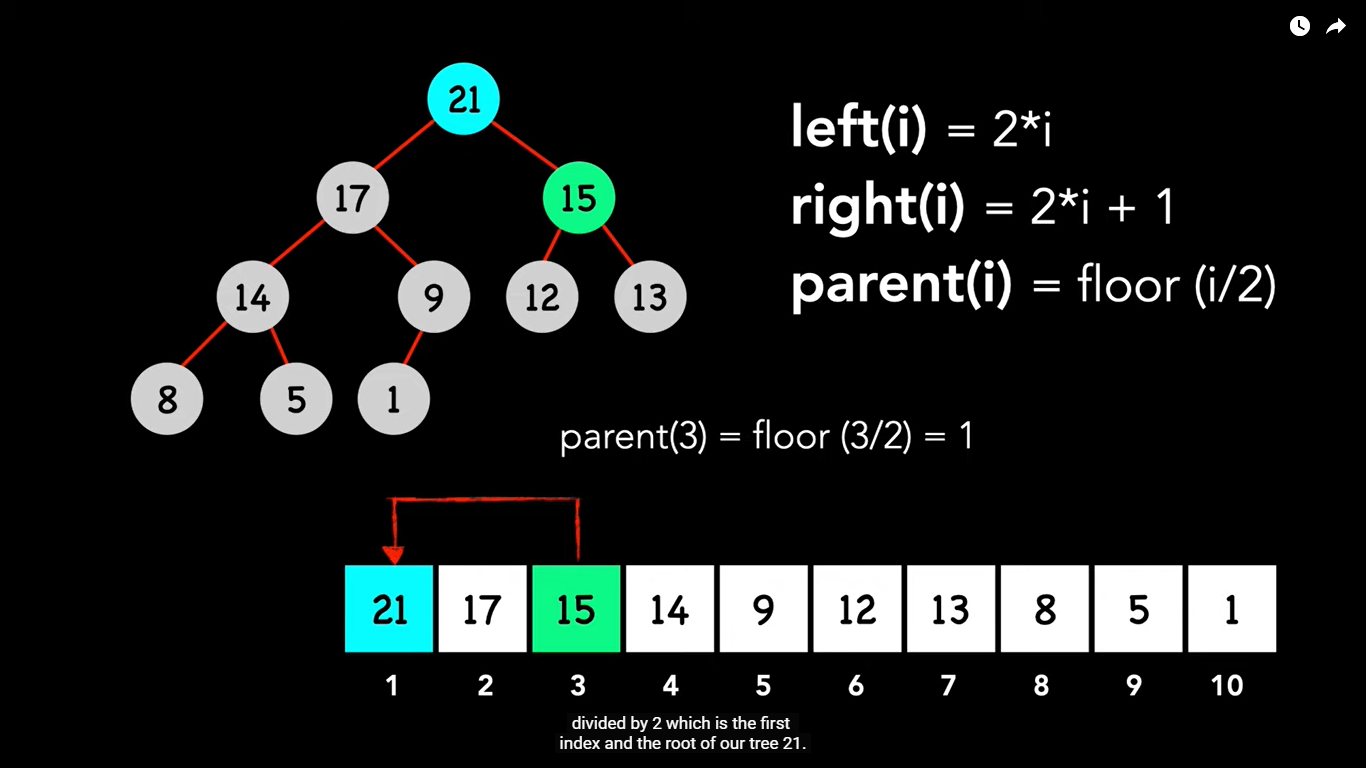 21
left(i) = 2*i
17 15
right(i) = 2*i + 1
14 9 12 13
parent(i) = floor (i/2)
8 5 1
parent(3) = floor (3/2) = 1
21 17 15 14 9 12 13 8 5 1
1 2 3 4 5 6 7 8 9 10
divided by 2 which is the first
index and the root of our tree 21.